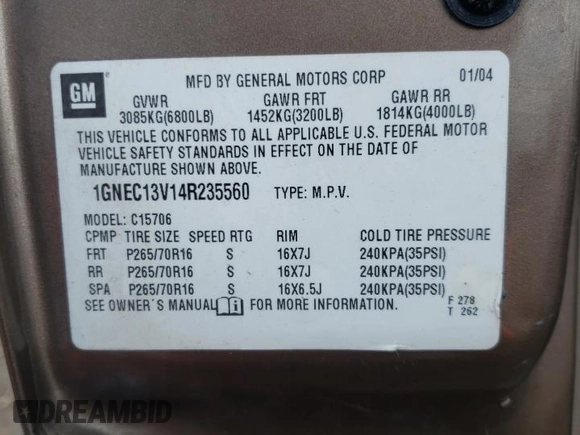 GM
MFD BY GENERAL MOTORS CORP 01/04
GVWR GAWR FRT GAWR RR
3085KG(6800LB) 1452KG(3200LB) 1814KG(4000LB)
THIS VEHICLE CONFORMS TO ALL APPLICABLE U.S. FEDERAL MOTOR
VEHICLE SAFETY STANDARDS IN EFFECT ON THE DATE OF
MANUFACTURE SHOWN ABOVE.
1GNEC13V14R235560 TYPE: M.P.V.
MODEL: C15706
CPMP TIRE SIZE SPEED RTG RIM COLD TIRE PRESSURE
FRT P265/70R16 S 16X7J 240KPA(35PSI)
RR P265/70R16 S 16X7J 240KPA(35PSI)
SPA P265/70R16 S 16X6.5J 240KPA(35PSI)
SEE OWNER'S MANUAL FOR MORE INFORMATION.
F 278
T 262
DREAMBID